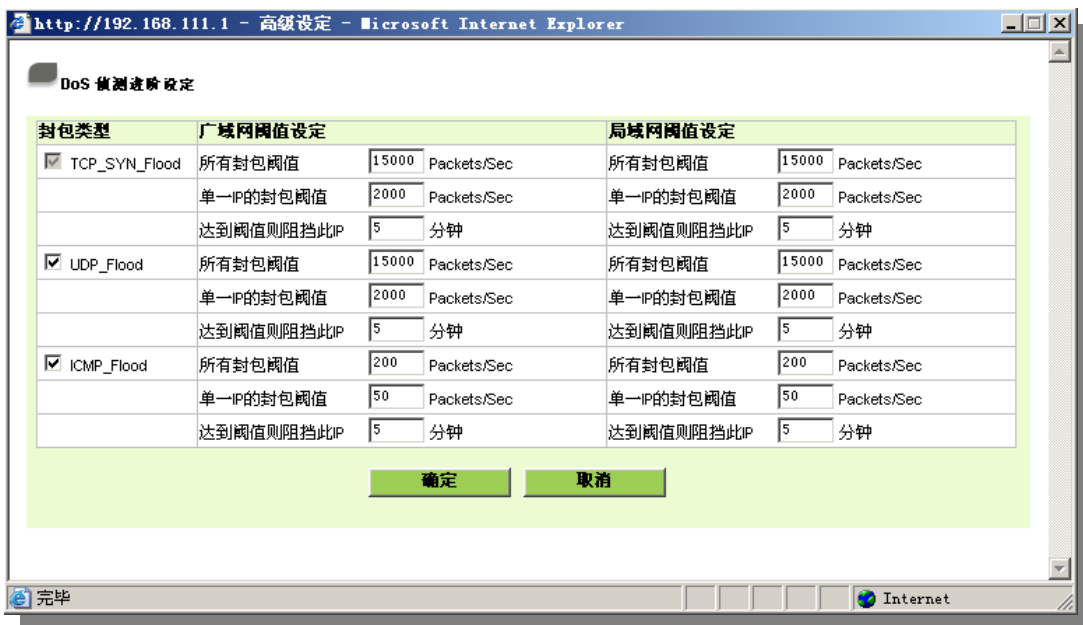 http://192.168.111.1 - 高级设定 - Microsoft Internet Explorer
DoS 侦测进阶设定
封包类型 广域网阈值设定 局域网阈值设定
TCP_SYN_Flood 所有封包阈值 15000 Packets/Sec 所有封包阈值 15000 Packets/Sec
单一IP的封包阈值 2000 Packets/Sec 单一IP的封包阈值 2000 Packets/Sec
达到阈值则阻挡此IP 5 分钟 达到阈值则阻挡此IP 5 分钟
UDP_Flood 所有封包阈值 15000 Packets/Sec 所有封包阈值 15000 Packets/Sec
单一IP的封包阈值 2000 Packets/Sec 单一IP的封包阈值 2000 Packets/Sec
达到阈值则阻挡此IP 5 分钟 达到阈值则阻挡此IP 5 分钟
ICMP_Flood 所有封包阈值 200 Packets/Sec 所有封包阈值 200 Packets/Sec
单一IP的封包阈值 50 Packets/Sec 单一IP的封包阈值 50 Packets/Sec
达到阈值则阻挡此IP 5 分钟 达到阈值则阻挡此IP 5 分钟
确定 取消
完毕 Internet